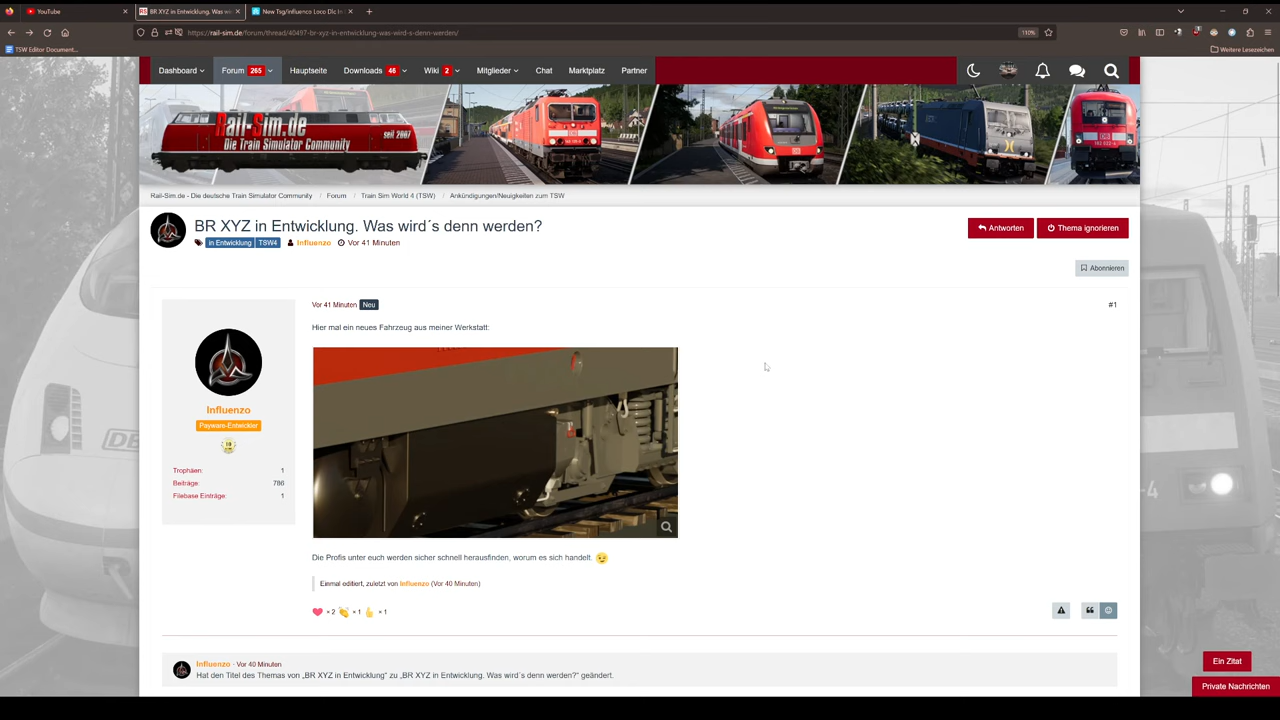 YouTube
BR XYZ in Entwicklung. Was wi
New Tsg/Influenco Loco Dlc In
https://rail-sim.de/forum/thread/40497-br-xyz-in-entwicklung-was-wird-s-denn-werden/
110%
TSW Editor Document...
Weitere Lesezeichen
Dashboard
Forum 265
Hauptseite
Downloads 46
Wiki 2
Mitglieder
Chat
Marktplatz
Partner
Rail-Sim.de
seit 2007
Die Train Simulator Community
Rail-Sim.de - Die deutsche Train Simulator Community / Forum / Train Sim World 4 (TSW) / Ankündigungen/Neuigkeiten zum TSW
BR XYZ in Entwicklung. Was wird´s denn werden?
in Entwicklung TSW4 Influenzo Vor 41 Minuten
Antworten
Thema ignorieren
Abonnieren
Vor 41 Minuten Neu
#1
Hier mal ein neues Fahrzeug aus meiner Werkstatt:
Influenzo
Payware-Entwickler
10
Trophäen: 1
Beiträge: 786
Filebase Einträge: 1
Die Profis unter euch werden sicher schnell herausfinden, worum es sich handelt.
Einmal editiert, zuletzt von Influenzo (Vor 40 Minuten)
× 2 × 1 × 1
Influenzo - Vor 40 Minuten
Hat den Titel des Themas von „BR XYZ in Entwicklung“ zu „BR XYZ in Entwicklung. Was wird´s denn werden?“ geändert.
Ein Zitat
Private Nachrichten